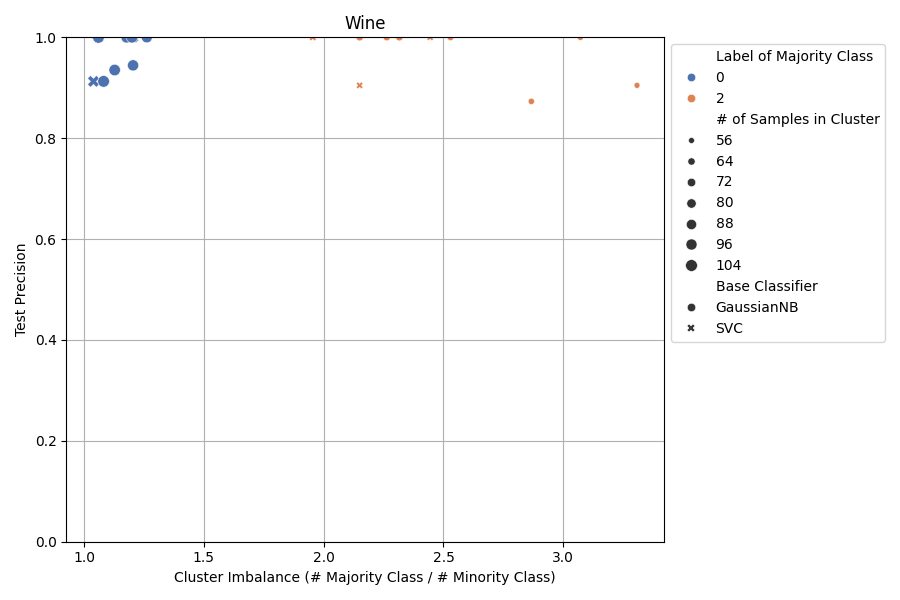 Wine
Test Precision
1.0
0.8
0.6
0.4
0.2
0.0
1.0 1.5 2.0 2.5 3.0
Cluster Imbalance (# Majority Class / # Minority Class)
Label of Majority Class
0
2
# of Samples in Cluster
56
64
72
80
88
96
104
Base Classifier
GaussianNB
SVC